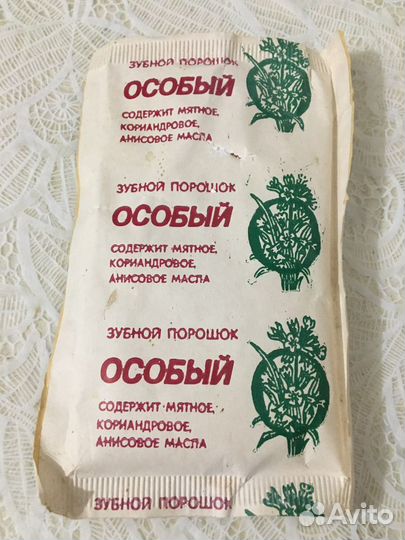 ЗУБНОЙ ПОРОШОК
ОСОБЫЙ
СОДЕРЖИТ МЯТНОЕ,
КОРИАНДРОВОЕ,
АНИСОВОЕ МАСЛА
ЗУБНОЙ ПОРОШОК
ОСОБЫЙ
СОДЕРЖИТ МЯТНОЕ,
КОРИАНДРОВОЕ,
АНИСОВОЕ МАСЛА
ЗУБНОЙ ПОРОШОК
ОСОБЫЙ
СОДЕРЖИТ МЯТНОЕ,
КОРИАНДРОВОЕ,
АНИСОВОЕ МАСЛА
ЗУБНОЙ ПОРОШОК
Avito